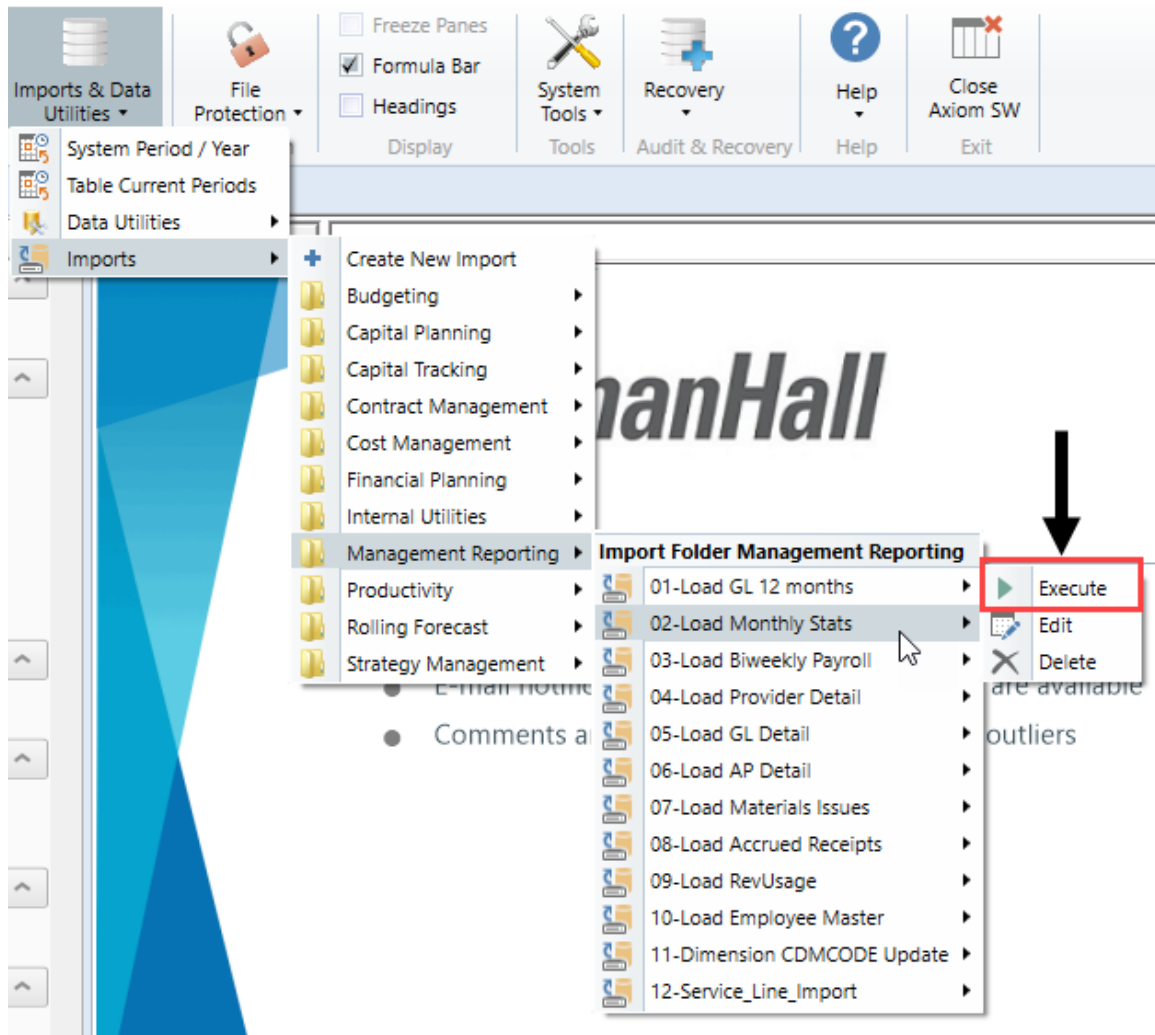 Imports & Data
Utilities
File
Protection
Freeze Panes
Formula Bar
Headings
Display
System
Tools
Tools
Recovery
Audit & Recovery
Help
Help
Close
Axiom SW
Exit
System Period / Year
Table Current Periods
Data Utilities
Imports
Create New Import
Budgeting
Capital Planning
Capital Tracking
Contract Management
Cost Management
Financial Planning
Internal Utilities
Management Reporting
Productivity
Rolling Forecast
Strategy Management
manHall
Import Folder Management Reporting
01-Load GL 12 months
02-Load Monthly Stats
03-Load Biweekly Payroll
04-Load Provider Detail
05-Load GL Detail
06-Load AP Detail
07-Load Materials Issues
08-Load Accrued Receipts
09-Load RevUsage
10-Load Employee Master
11-Dimension CDMCODE Update
12-Service_Line_Import
Execute
Edit
Delete
E-mail are available
Comments outliers